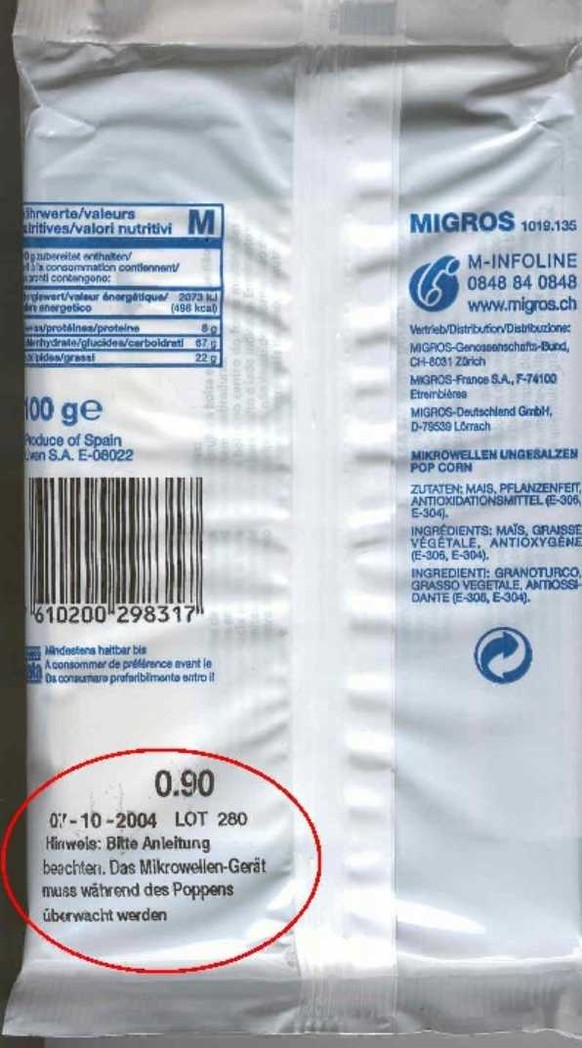 hrwerte/valeurs
tritives/valori nutritivi M
g zubereitet enthalten/
à la consommation contiennent/
pronti contengono:
giewert/valeur énergétique/ 2073 kJ
energetico (496 kcal)
ss/protéines/proteine 8 g
lenhydrate/glucides/carboidrati 67 g
lipides/grassi 22 g
100 g e
Produce of Spain
S.A. E-08022
610200 298317
Mindestens haltbar bis
A consommer de préférence avant le
Da consumare preferibilmente entro il
0.90
07-10-2004 LOT 280
Hinweis: Bitte Anleitung
beachten. Das Mikrowellen-Gerät
muss während des Poppens
überwacht werden
MIGROS 1019.135
M-INFOLINE
0848 84 0848
www.migros.ch
Vertrieb/Distribution/Distribuzione:
MIGROS-Genossenschafts-Bund,
CH-8031 Zürich
MIGROS-France S.A., F-74100
Etrembières
MIGROS-Deutschland GmbH,
D-79539 Lörrach
MIKROWELLEN UNGESALZEN
POP CORN
ZUTATEN: MAIS, PFLANZENFETT,
ANTIOXIDATIONSMITTEL (E-306,
E-304).
INGRÉDIENTS: MAÏS, GRAISSE
VÉGÉTALE, ANTIOXYGÈNE
(E-306, E-304).
INGREDIENTI: GRANOTURCO,
GRASSO VEGETALE, ANTIOSSI-
DANTE (E-306, E-304).